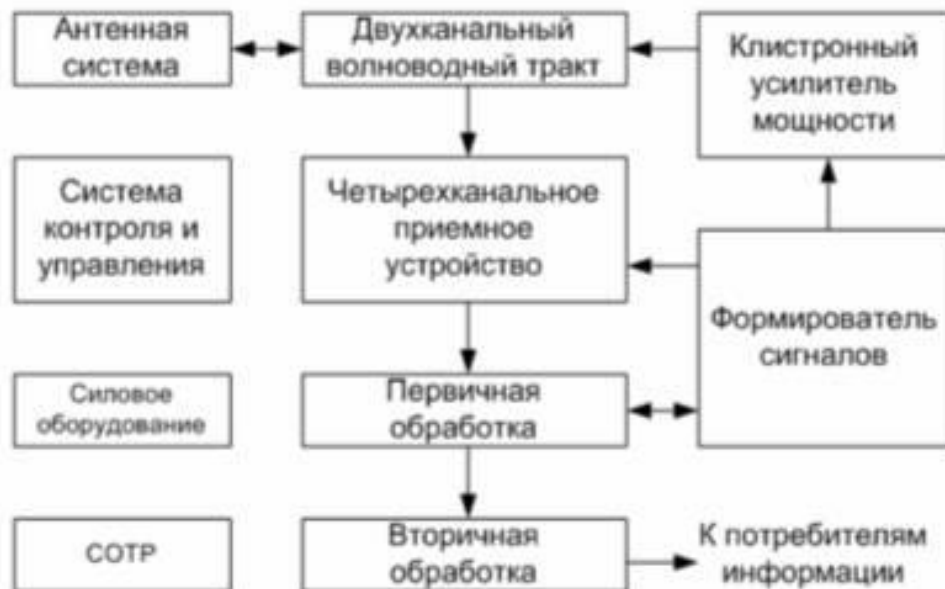 Антенная
система
Двухканальный
волноводный тракт
Клистронный
усилитель
мощности
Система
контроля и
управления
Четырехканальное
приемное
устройство
Формирователь
сигналов
Силовое
оборудование
Первичная
обработка
СОТР
Вторичная
обработка
К потребителям
информации